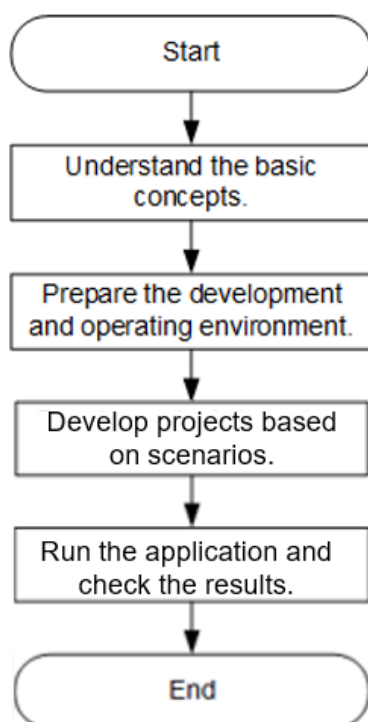 Start
Understand the basic
concepts.
Prepare the development
and operating environment.
Develop projects based
on scenarios.
Run the application and
check the results.
End